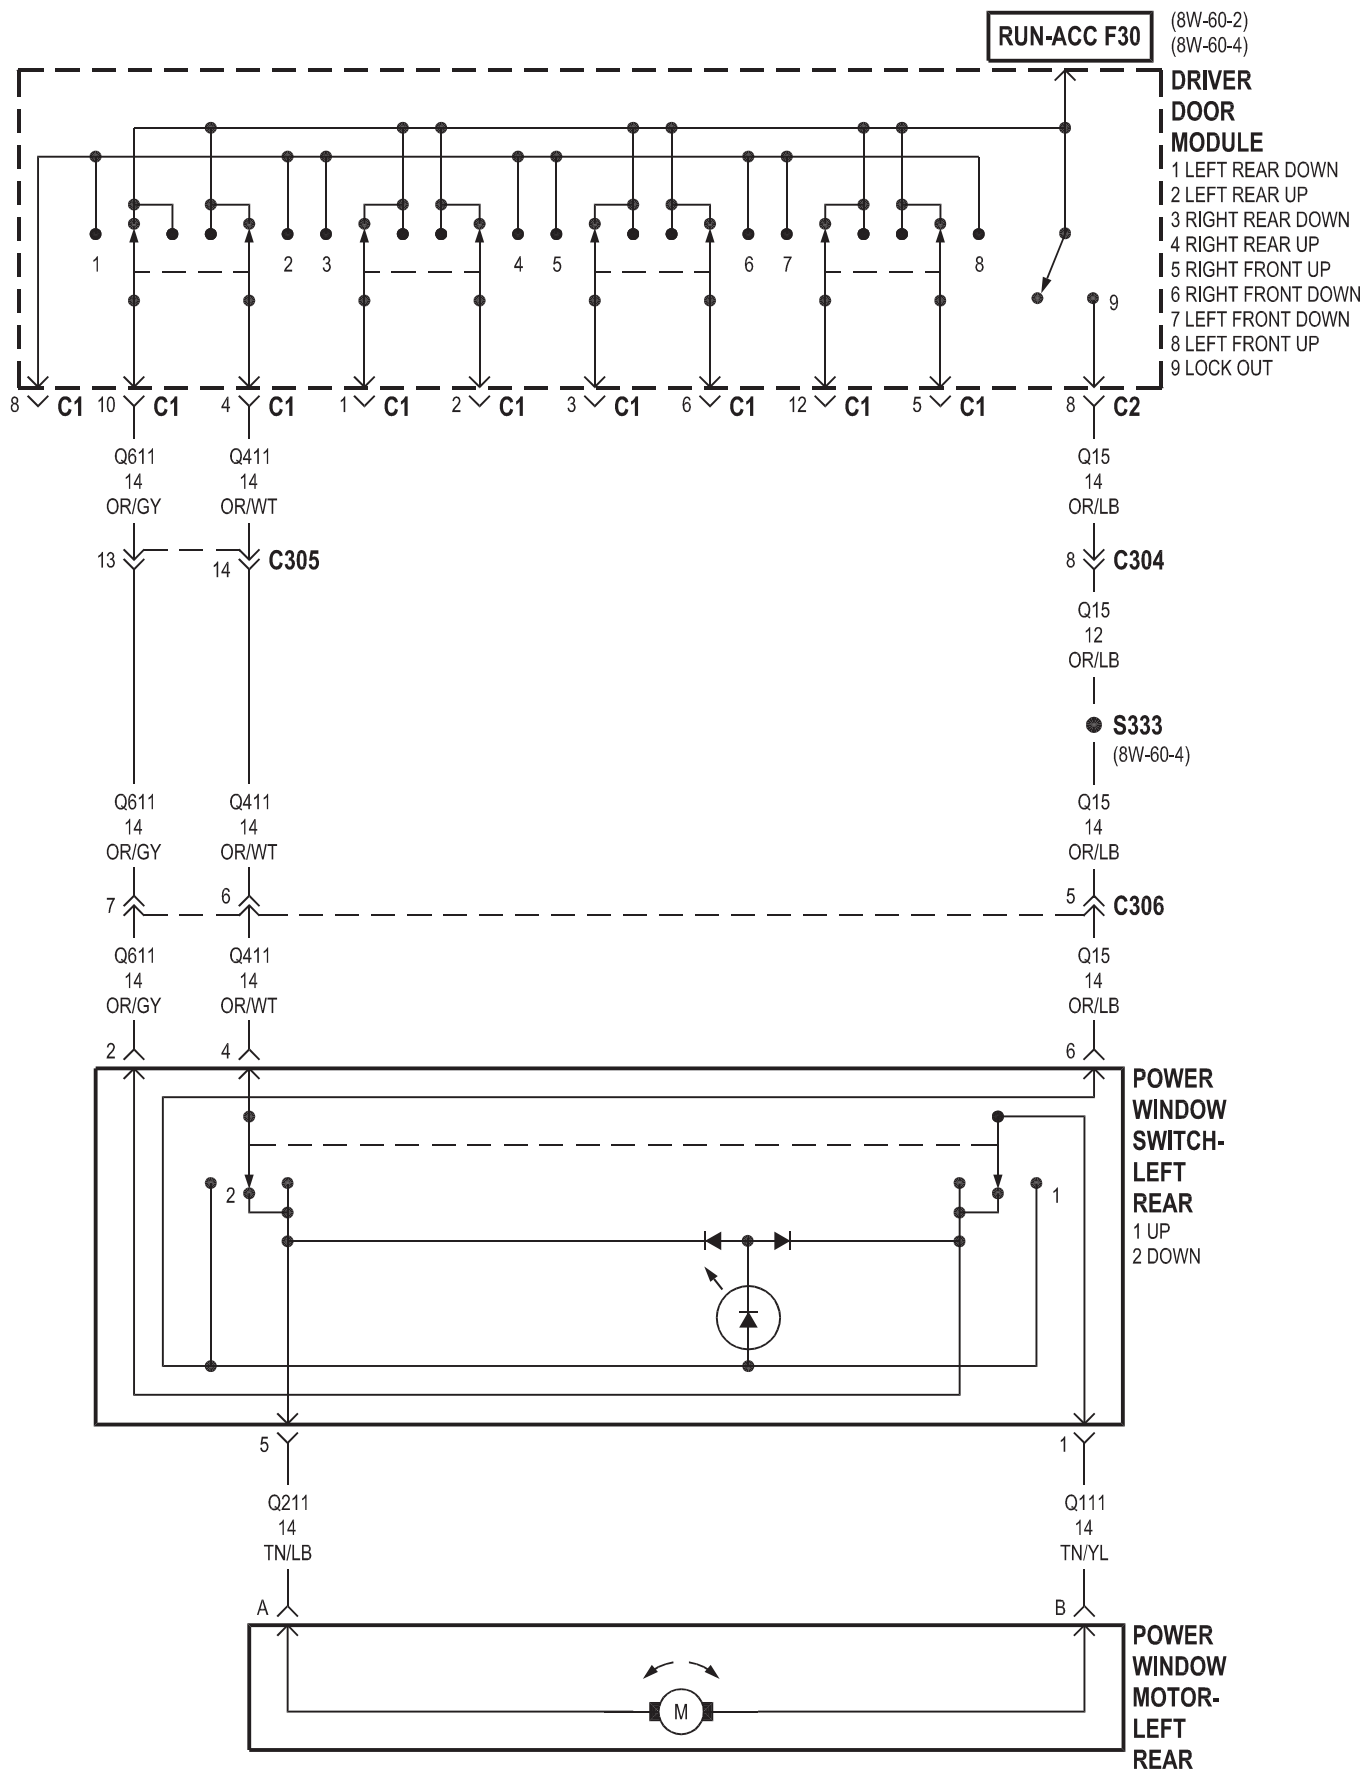 RUN-ACC F30
(8W-60-2)
(8W-60-4)
DRIVER
DOOR
MODULE
1 LEFT REAR DOWN
2 LEFT REAR UP
3 RIGHT REAR DOWN
4 RIGHT REAR UP
5 RIGHT FRONT UP
6 RIGHT FRONT DOWN
7 LEFT FRONT DOWN
8 LEFT FRONT UP
9 LOCK OUT
1 2 3 4 5 6 7 8
9
8 C1 10 C1 4 C1 1 C1 2 C1 3 C1 6 C1 12 C1 5 C1 8 C2
Q611 Q411 Q15
14 14 14
OR/GY OR/WT OR/LB
13 14 C305 8 C304
Q15
12
OR/LB
S333
(8W-60-4)
Q611 Q411 Q15
14 14 14
OR/GY OR/WT OR/LB
7 6 5 C306
Q611 Q411 Q15
14 14 14
OR/GY OR/WT OR/LB
2 4 6
POWER
WINDOW
SWITCH-
LEFT
REAR
1 UP
2 DOWN
2 1
5 1
Q211 Q111
14 14
TN/LB TN/YL
A B
POWER
WINDOW
MOTOR-
LEFT
REAR
M